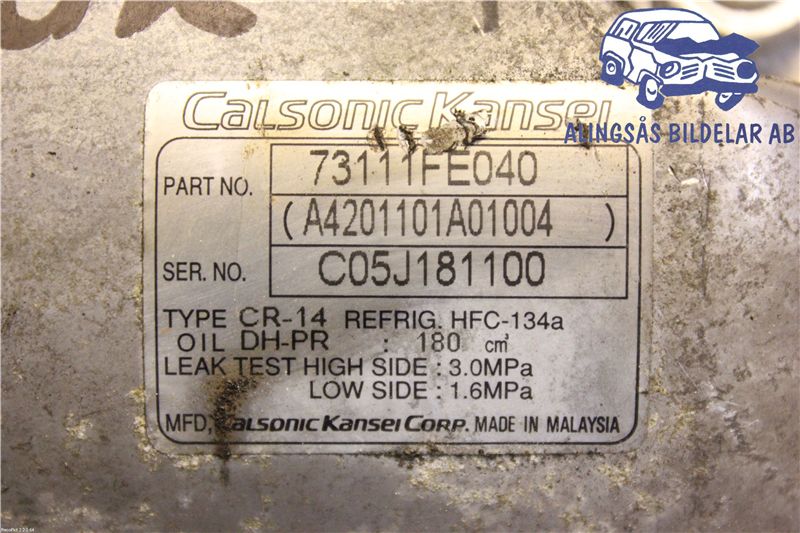 ALINGSÅS BILDELAR AB
Calsonic Kansei
PART NO. 73111FE040
(A4201101A01004 )
SER. NO. C05J181100
TYPE CR-14 REFRIG. HFC-134a
OIL DH-PR : 180 cm³
LEAK TEST HIGH SIDE : 3.0MPa
LOW SIDE : 1.6MPa
MFD. CALSONIC KANSEI CORP. MADE IN MALAYSIA